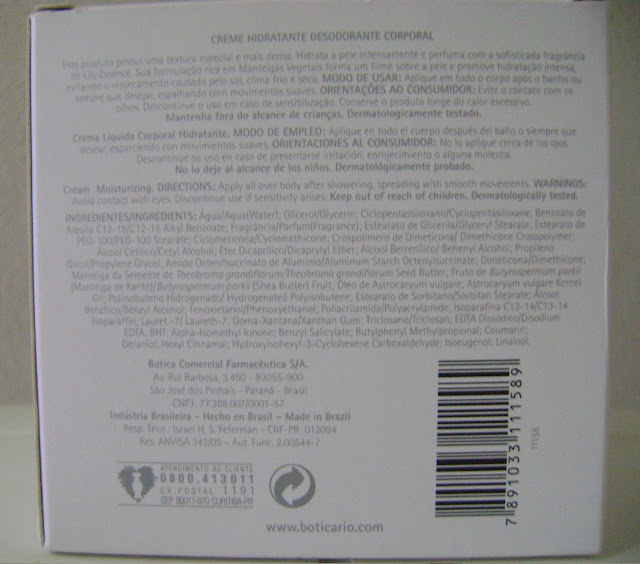 CREME HIDRATANTE DESODORANTE CORPORAL
Este produto possui uma textura especial e mais densa. Hidrata a pele intensamente e perfuma com a sofisticada fragrância
de Lily Essence. Sua formulação rica em Manteigas Vegetais forma um filme sobre a pele e promove hidratação intensa,
evitando o ressecamento causado pelo sol, clima frio e seco. MODO DE USAR: Aplique em todo o corpo após o banho ou
sempre que desejar, espalhando com movimentos suaves. ORIENTAÇÕES AO CONSUMIDOR: Evite o contato com os
olhos. Descontinue o uso em caso de sensibilização. Conserve o produto longe do calor excessivo.
Mantenha fora do alcance de crianças. Dermatologicamente testado.
Crema Líquida Corporal Hidratante. MODO DE EMPLEO: Aplique en todo el cuerpo después del baño o siempre que
desear, esparciendo con movimientos suaves. ORIENTACIONES AL CONSUMIDOR: No lo aplique cerca de los ojos.
Descontinue su uso en caso de presentarse irritación, enrojecimiento o alguna molestia.
No lo deje al alcance de los niños. Dermatológicamente probado.
Cream Moisturizing. DIRECTIONS: Apply all over body after showering, spreading with smooth movements. WARNINGS:
Avoid contact with eyes. Discontinue use if sensitivity arises. Keep out of reach of children. Dermatologically tested.
INGREDIENTES/INGREDIENTS: Água/Aqua(Water); Glicerol/Glycerin; Ciclopentassiloxano/Cyclopentasiloxane; Benzoato de
Alquila C12-15/C12-15 Alkyl Benzoate; Fragrância/Parfum(Fragrance); Estearato de Glicerila/Glyceryl Stearate; Estearato de
PEG-100/PEG-100 Stearate; Ciclometicona/Cyclomethicone; Crospolímero de Dimeticona/ Dimethicone Crosspolymer;
Álcool Cetílico/Cetyl Alcohol; Éter Dicaprílico/Dicaprylyl Ether; Álcool Berrenílico/ Behenyl Alcohol; Propileno
Glicol/Propylene Glycol; Amido Octenilsuccinato de Alumínio/Aluminum Starch Octenylsuccinate; Dimeticona/Dimethicone;
Manteiga da Semente de Theobroma grandiflorum/Theobroma grandiflorum Seed Butter; Fruto de Butyrospermum parkii
(Manteiga de Karité)/Butyrospermum parkii (Shea Butter) Fruit; Óleo de Astrocaryum vulgare; Astrocaryum vulgare Kernel
Oil; Poliisobuteno Hidrogenado/ Hydrogenated Polyisobutene; Estearato de Sorbitano/Sorbitan Stearate; Álcool
Benzílico/Benzyl Alcohol; Fenoxietanol/Phenoxyethanol; Poliacrilamida/Polyacrylamide, Isoparafina C13-14/C13-14
Isoparaffin; Lauret -7/ Laureth-7; Goma-Xantana/Xanthan Gum; Triclosano/Triclosan; EDTA Dissódico/Disodium
EDTA; BHT; Alpha-Isomethyl Ionone; Benzyl Salicylate; Butylphenyl Methylpropional; Coumarin;
Geraniol, Hexyl Cinnamal; Hydroxyisohexyl-3-Cyclohexene Carboxaldehyde; Isoeugenol; Linalool.
Botica Comercial Farmacêutica S/A.
Av. Rui Barbosa, 3.450 - 83055-900
São José dos Pinhais - Paraná - Brasil
CNPJ: 77.388.007/0001-57
Indústria Brasileira - Hecho en Brasil - Made in Brazil
Resp. Técn.: Israel H. S. Feferman - CRF-PR: 012094
Res. ANVISA 343/05 - Aut. Func. 2.00544-7
ATENDIMENTO AO CLIENTE
0800.413011
CX POSTAL 1191
CEP 80011-970 CURITIBA-PR
www.boticario.com
7 891033 111589
11158